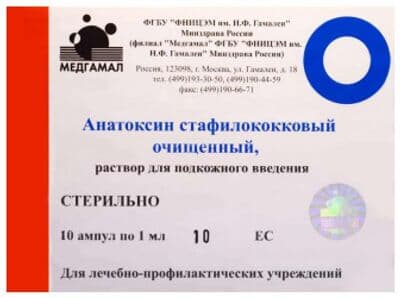 МЕДГАМАЛ
ФГБУ "ФНИЦЭМ им. Н.Ф. Гамалеи"
Минздрава России
(филиал "Медгамал" ФГБУ "ФНИЦЭМ им.
Н.Ф. Гамалеи" Минздрава России)
Россия, 123098, г. Москва, ул. Гамалеи, д. 18
тел. (499)193-30-50, (499)190-44-59
факс: (499)190-66-71
Анатоксин стафилококковый
очищенный,
раствор для подкожного введения
СТЕРИЛЬНО
10 ампул по 1 мл 10 ЕС
Для лечебно-профилактических учреждений